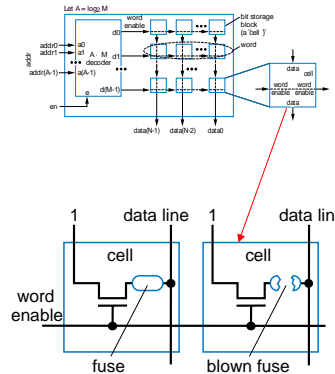 Let A = log2 M
word
enable
bit storage
block
(a 'cell' )'
word
d0
addr
addr0
addr1
addr(A-1)
a0
a1
a(A-1)
A · M
decoder
d1
d(M-1)
e
en
data(N-1)
data(N-2)
data0
data
cell
word
enable
word
enable
data
1
data line
1
data lin
cell
cell
word
enable
fuse
blown fuse